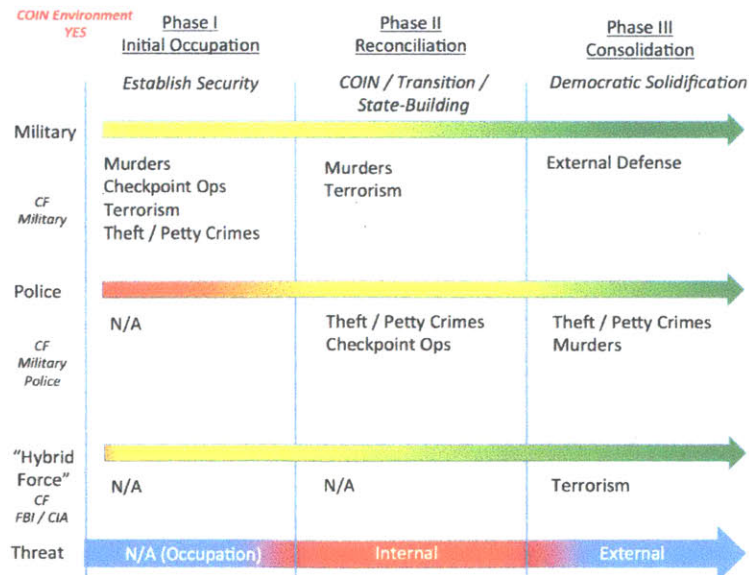 COIN Environment
YES
Phase I
Initial Occupation
Establish Security
Phase II
Reconciliation
COIN / Transition /
State-Building
Phase III
Consolidation
Democratic Solidification
Military
CF
Military
Murders
Checkpoint Ops
Terrorism
Theft / Petty Crimes
Murders
Terrorism
External Defense
Police
CF
Military
Police
N/A
Theft / Petty Crimes
Checkpoint Ops
Theft / Petty Crimes
Murders
"Hybrid
Force"
CF
FBI / CIA
N/A
N/A
Terrorism
Threat
N/A (Occupation)
Internal
External